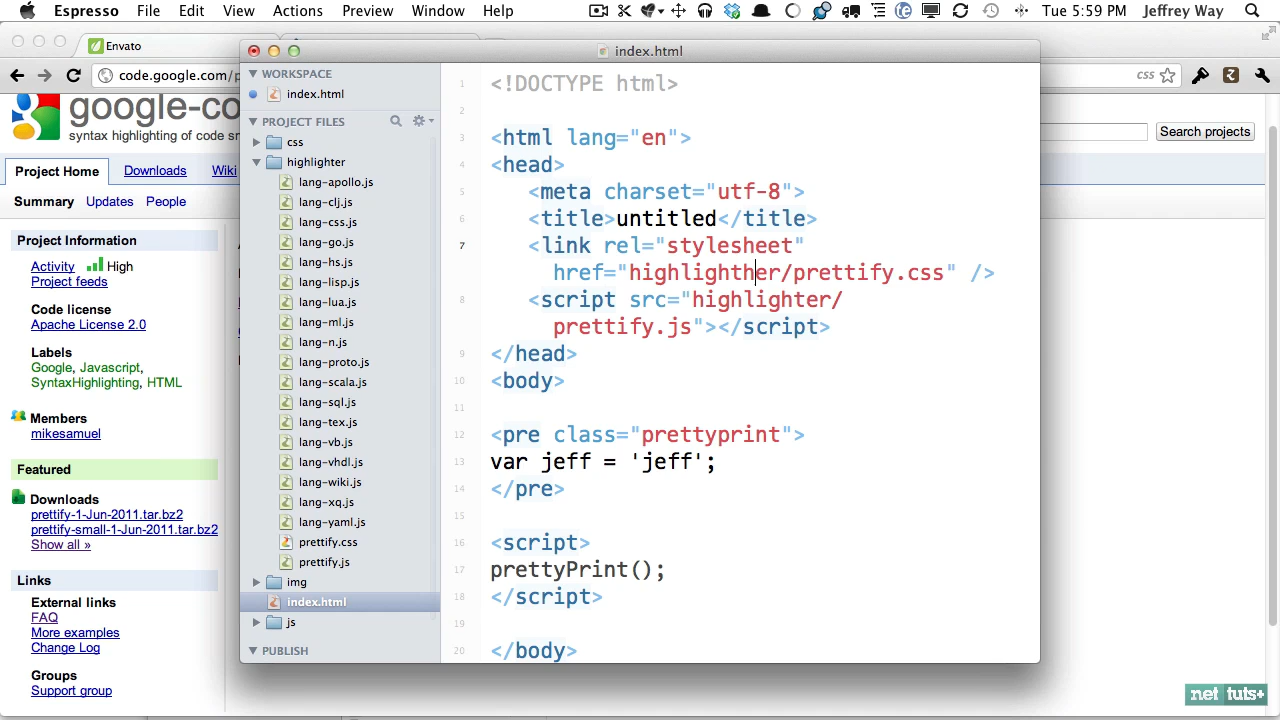 Espresso File Edit View Actions Preview Window Help Tue 5:59 PM Jeffrey Way
Envato
index.html
code.google.com/p
css
google-co
syntax highlighting of code sn
Search projects
Project Home Downloads Wiki
Summary Updates People
Project Information
Activity High
Project feeds
Code license
Apache License 2.0
Labels
Google, Javascript,
SyntaxHighlighting, HTML
Members
mikesamuel
Featured
Downloads
prettify-1-Jun-2011.tar.bz2
prettify-small-1-Jun-2011.tar.bz2
Show all »
Links
External links
FAQ
More examples
Change Log
Groups
Support group
WORKSPACE
index.html
PROJECT FILES
css
highlighter
lang-apollo.js
lang-clj.js
lang-css.js
lang-go.js
lang-hs.js
lang-lisp.js
lang-lua.js
lang-ml.js
lang-n.js
lang-proto.js
lang-scala.js
lang-sql.js
lang-tex.js
lang-vb.js
lang-vhdl.js
lang-wiki.js
lang-xq.js
lang-yaml.js
prettify.css
prettify.js
img
index.html
js
PUBLISH
1 <!DOCTYPE html>
2
3 <html lang="en">
4 <head>
5 <meta charset="utf-8">
6 <title>untitled</title>
7 <link rel="stylesheet"
href="highlighther/prettify.css" />
8 <script src="highlighter/
prettify.js"></script>
9 </head>
10 <body>
11
12 <pre class="prettyprint">
13 var jeff = 'jeff';
14 </pre>
15
16 <script>
17 prettyPrint();
18 </script>
19
20 </body>
net tuts+